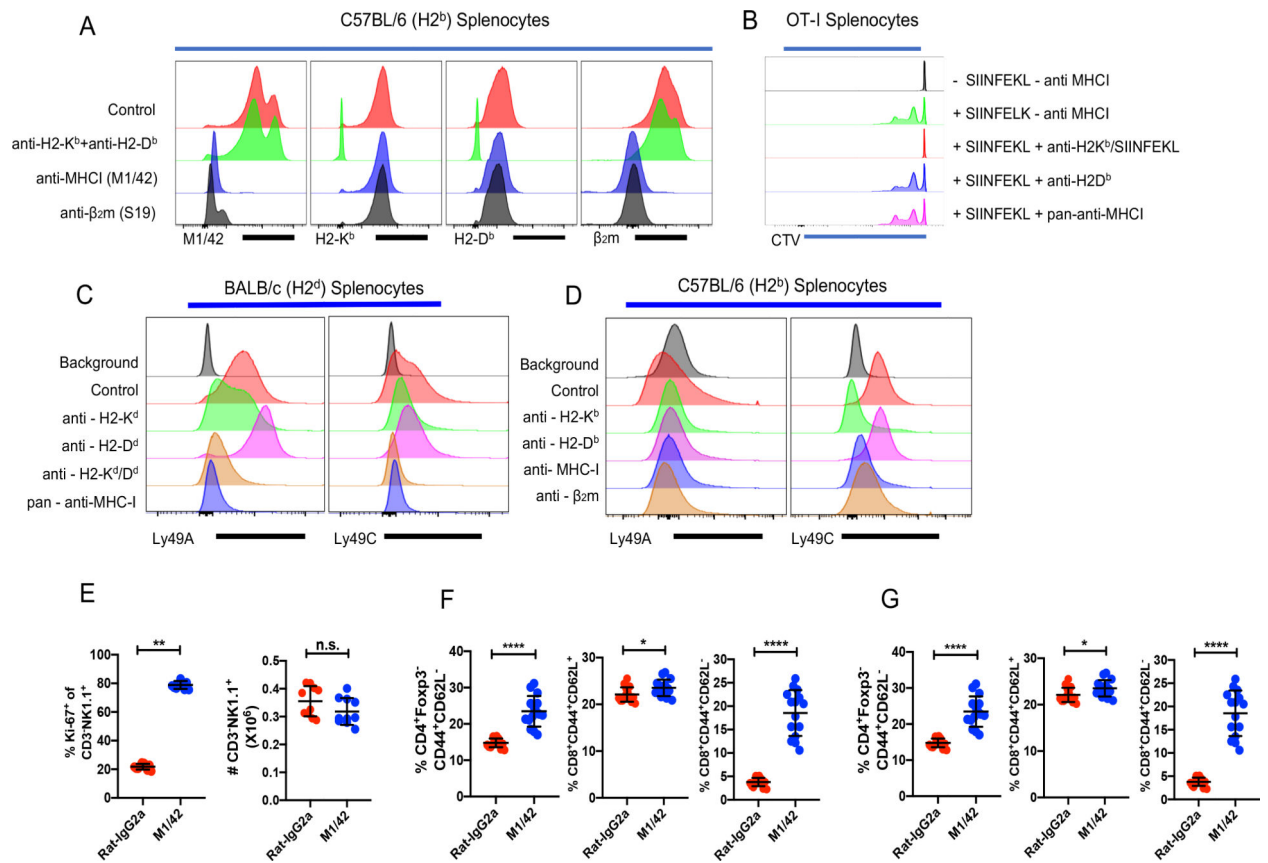 A
C57BL/6 (H2ᵇ) Splenocytes
Control
anti-H2-Kᵇ+anti-H2-Dᵇ
anti-MHCI (M1/42)
anti-β₂m (S19)
M1/42
H2-Kᵇ
H2-Dᵇ
β₂m
B
OT-I Splenocytes
- SIINFEKL - anti MHCI
+ SIINFELK - anti MHCI
+ SIINFEKL + anti-H2Kᵇ/SIINFEKL
+ SIINFEKL + anti-H2Dᵇ
+ SIINFEKL + pan-anti-MHCI
CTV
C
BALB/c (H2ᵈ) Splenocytes
Background
Control
anti - H2-Kᵈ
anti - H2-Dᵈ
anti - H2-Kᵈ/Dᵈ
pan - anti-MHC-I
Ly49A
Ly49C
D
C57BL/6 (H2ᵇ) Splenocytes
Background
Control
anti - H2-Kᵇ
anti - H2-Dᵇ
anti- MHC-I
anti - β₂m
Ly49A
Ly49C
E
% Ki-67⁺ of
CD3⁻NK1.1⁺
100
80
60
40
20
0
**
Rat-IgG2a
M1/42
# CD3⁻NK1.1⁺
(X10⁶)
0.5
0.4
0.3
0.2
0.1
0.0
n.s.
Rat-IgG2a
M1/42
F
% CD4⁺Foxp3⁻
CD44⁺CD62L⁻
40
30
20
10
0
****
Rat-IgG2a
M1/42
% CD8⁺CD44⁺CD62L⁺
30
20
10
0
*
Rat-IgG2a
M1/42
% CD8⁺CD44⁺CD62L⁻
30
25
20
15
10
5
0
****
Rat-IgG2a
M1/42
G
% CD4⁺Foxp3⁻
CD44⁺CD62L⁻
40
30
20
10
0
****
Rat-IgG2a
M1/42
% CD8⁺CD44⁺CD62L⁺
30
20
10
0
*
Rat-IgG2a
M1/42
% CD8⁺CD44⁺CD62L⁻
30
25
20
15
10
5
0
****
Rat-IgG2a
M1/42